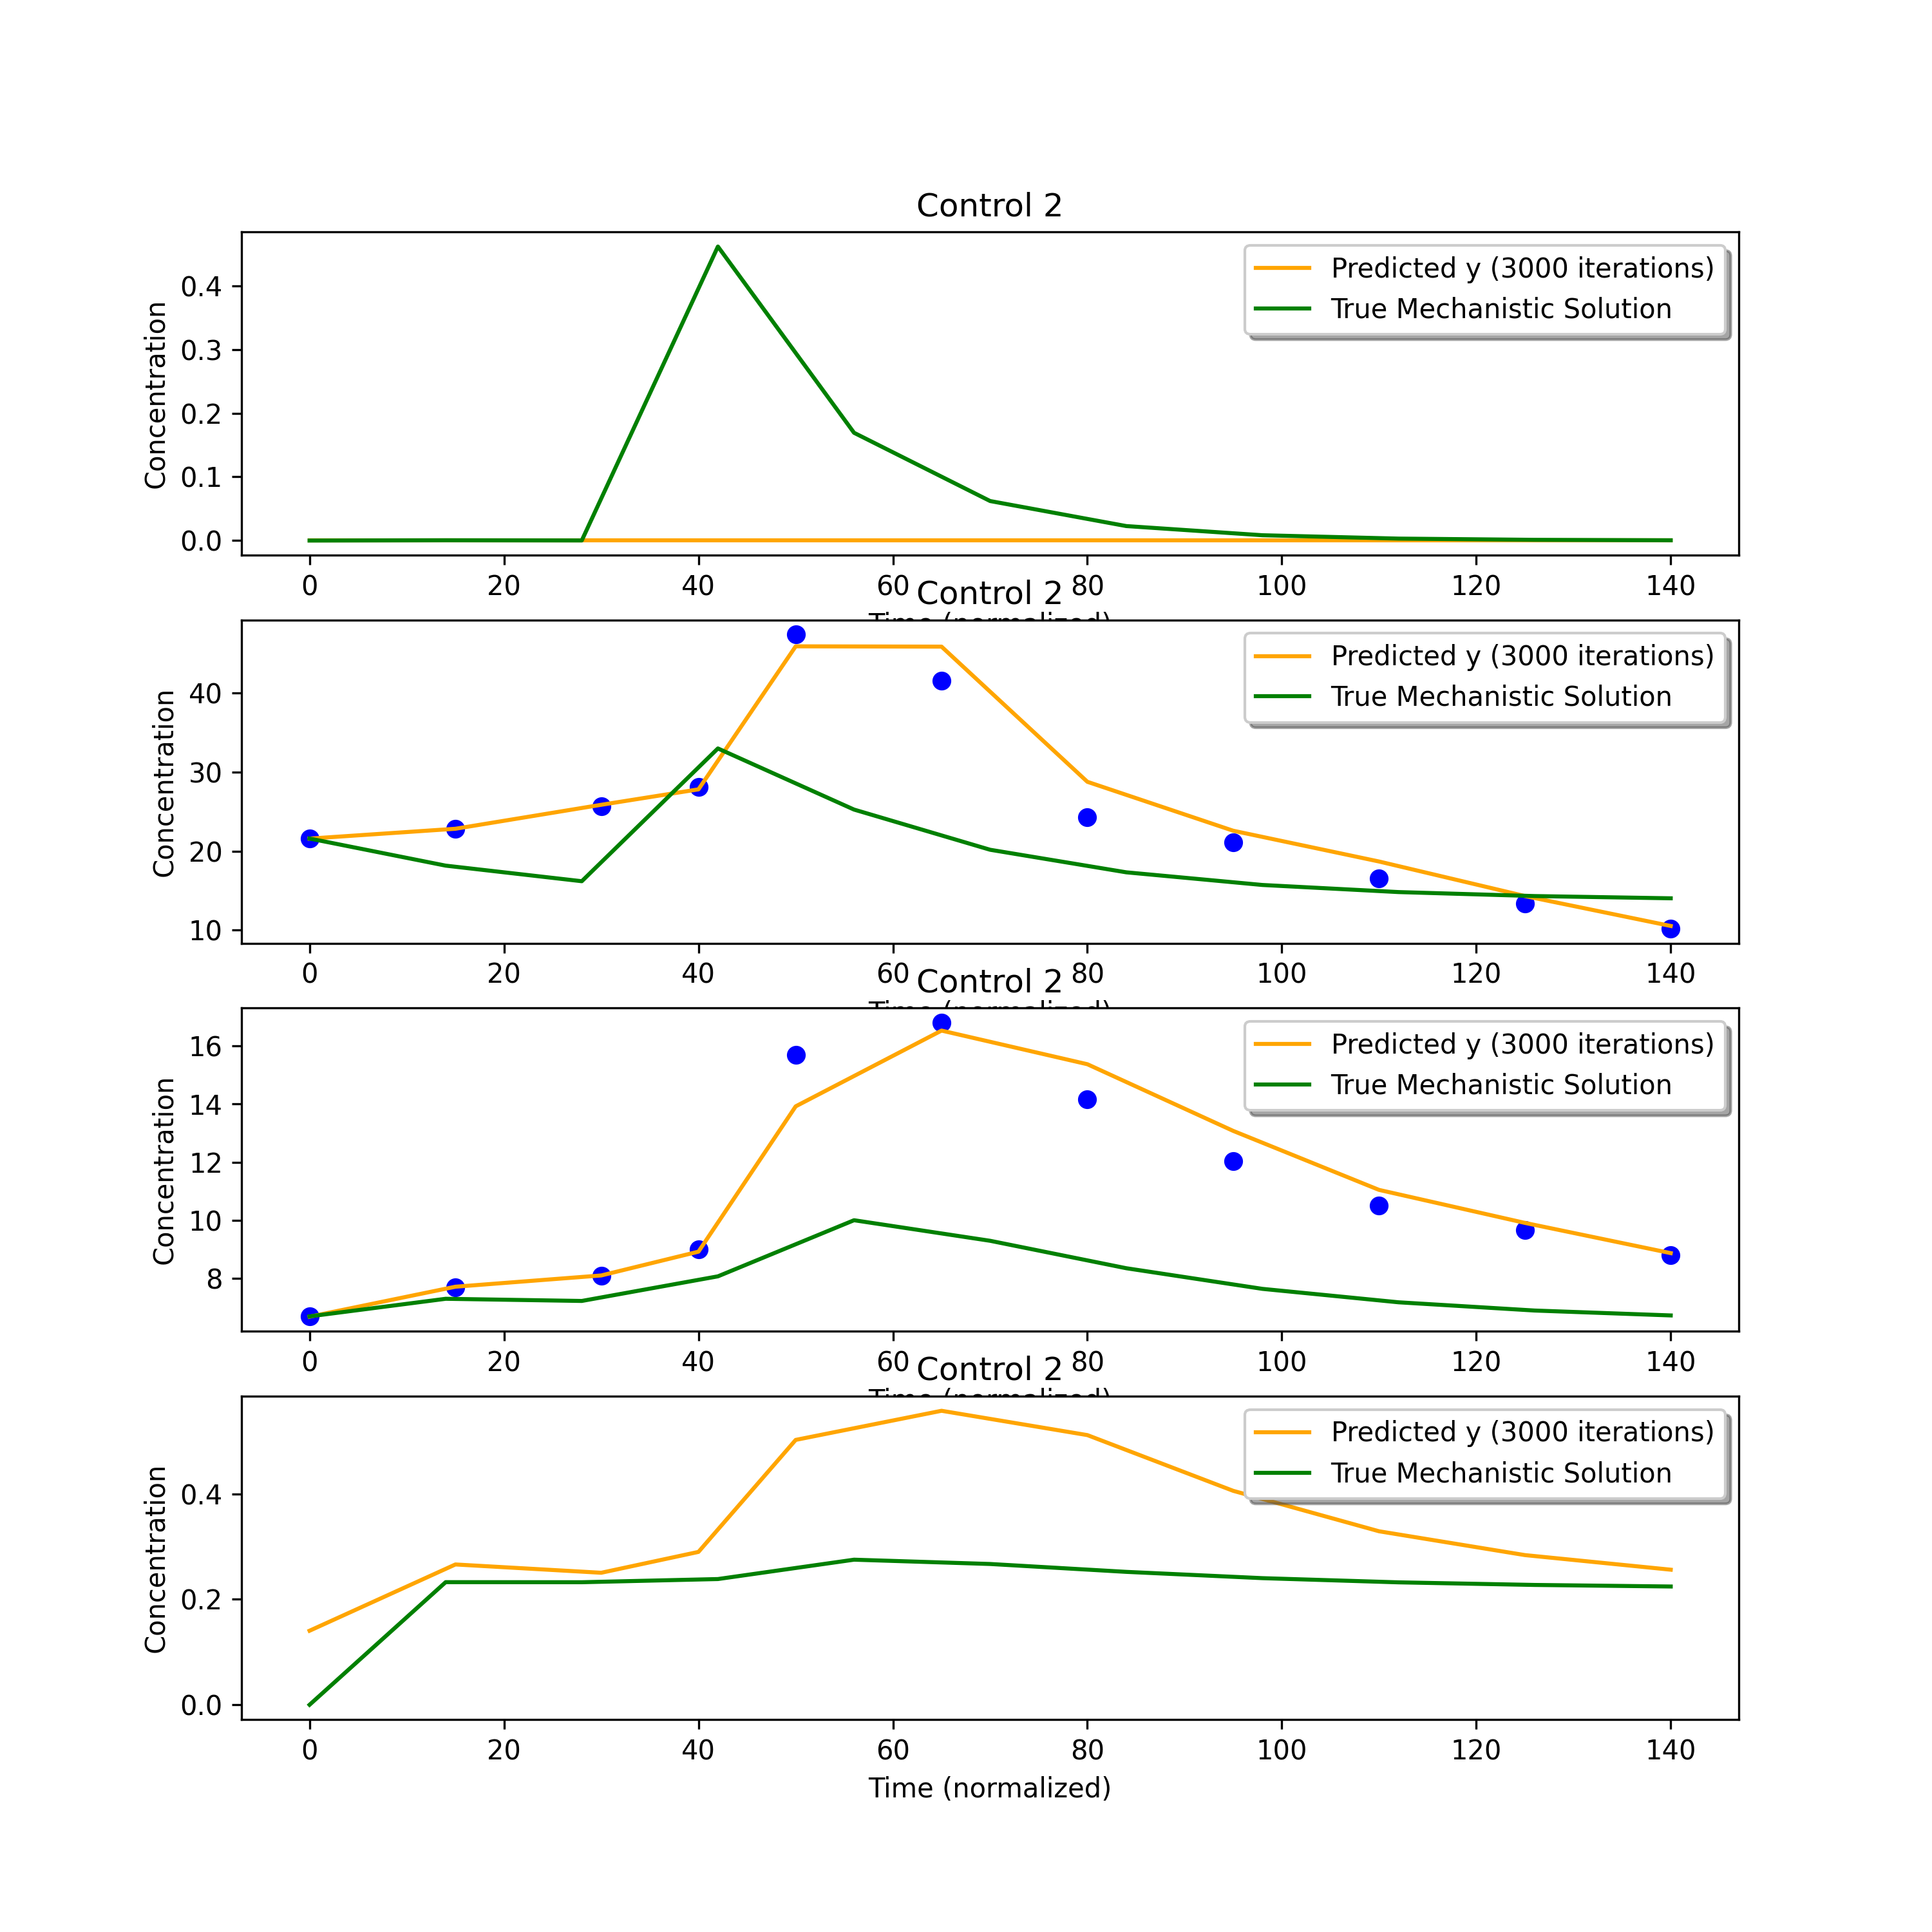 Control 2
Predicted y (3000 iterations)
True Mechanistic Solution
Concentration
0.4
0.3
0.2
0.1
0.0
0 20 40 60 80 100 120 140
Control 2
Predicted y (3000 iterations)
True Mechanistic Solution
Concentration
40
30
20
10
0 20 40 60 80 100 120 140
Control 2
Predicted y (3000 iterations)
True Mechanistic Solution
Concentration
16
14
12
10
8
0 20 40 60 80 100 120 140
Control 2
Predicted y (3000 iterations)
True Mechanistic Solution
Concentration
0.4
0.2
0.0
0 20 40 60 80 100 120 140
Time (normalized)